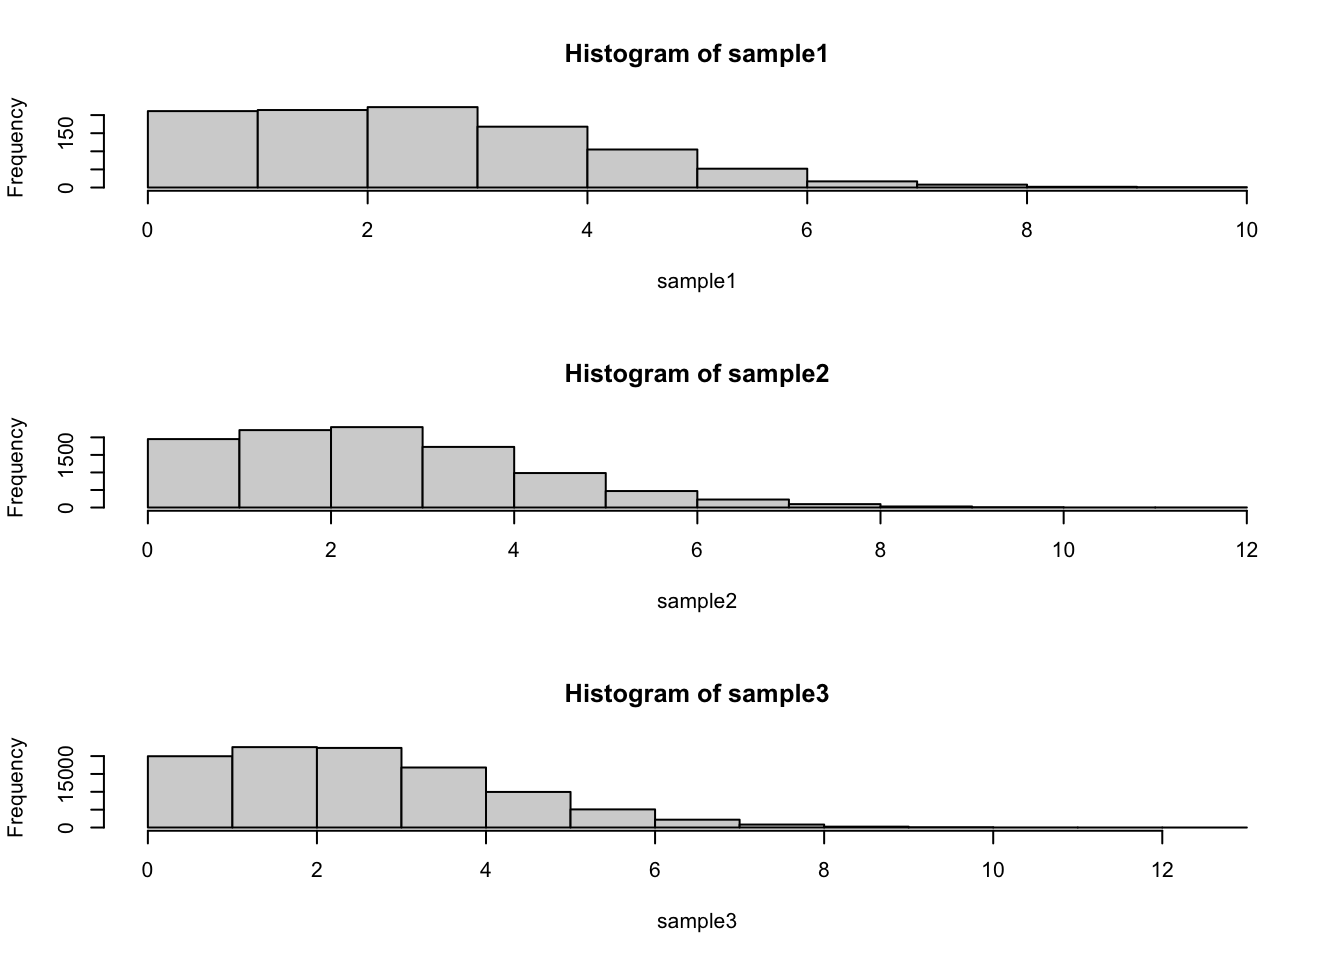 Histogram of sample1
Frequency
150
0
0 2 4 6 8 10
sample1
Histogram of sample2
Frequency
1500
0
0 2 4 6 8 10 12
sample2
Histogram of sample3
Frequency
15000
0
0 2 4 6 8 10 12
sample3